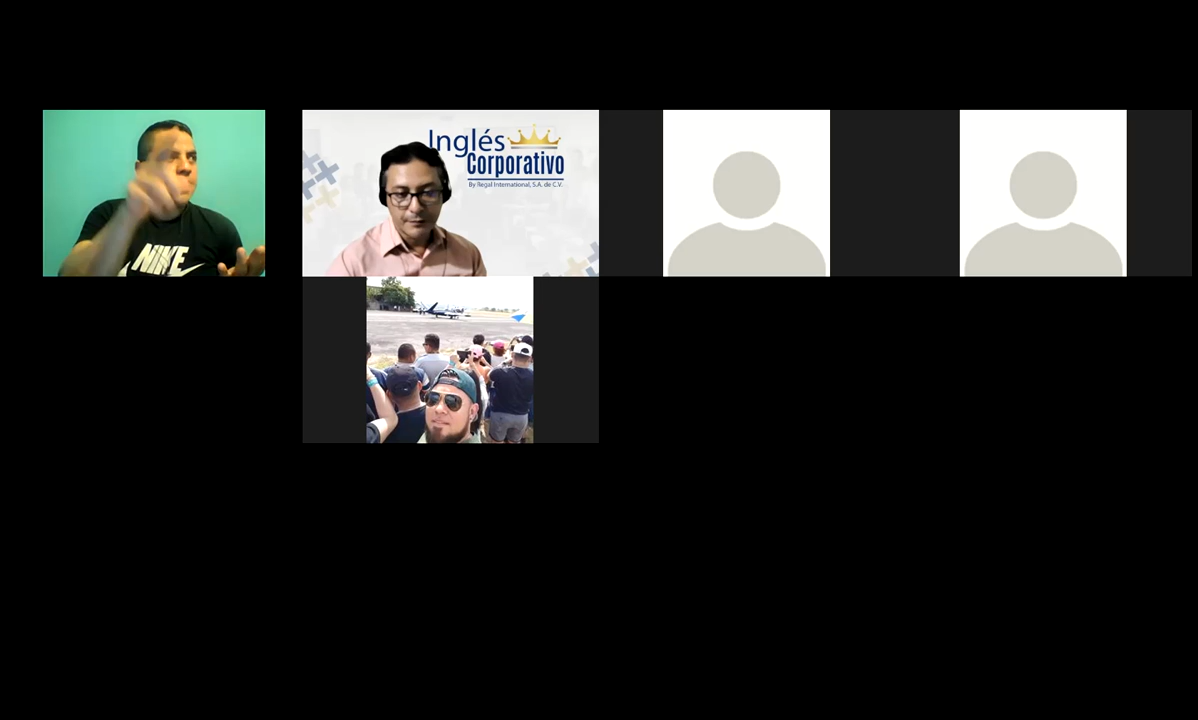 NIKE
Inglés
Corporativo
By Regal International, S.A. de C.V.